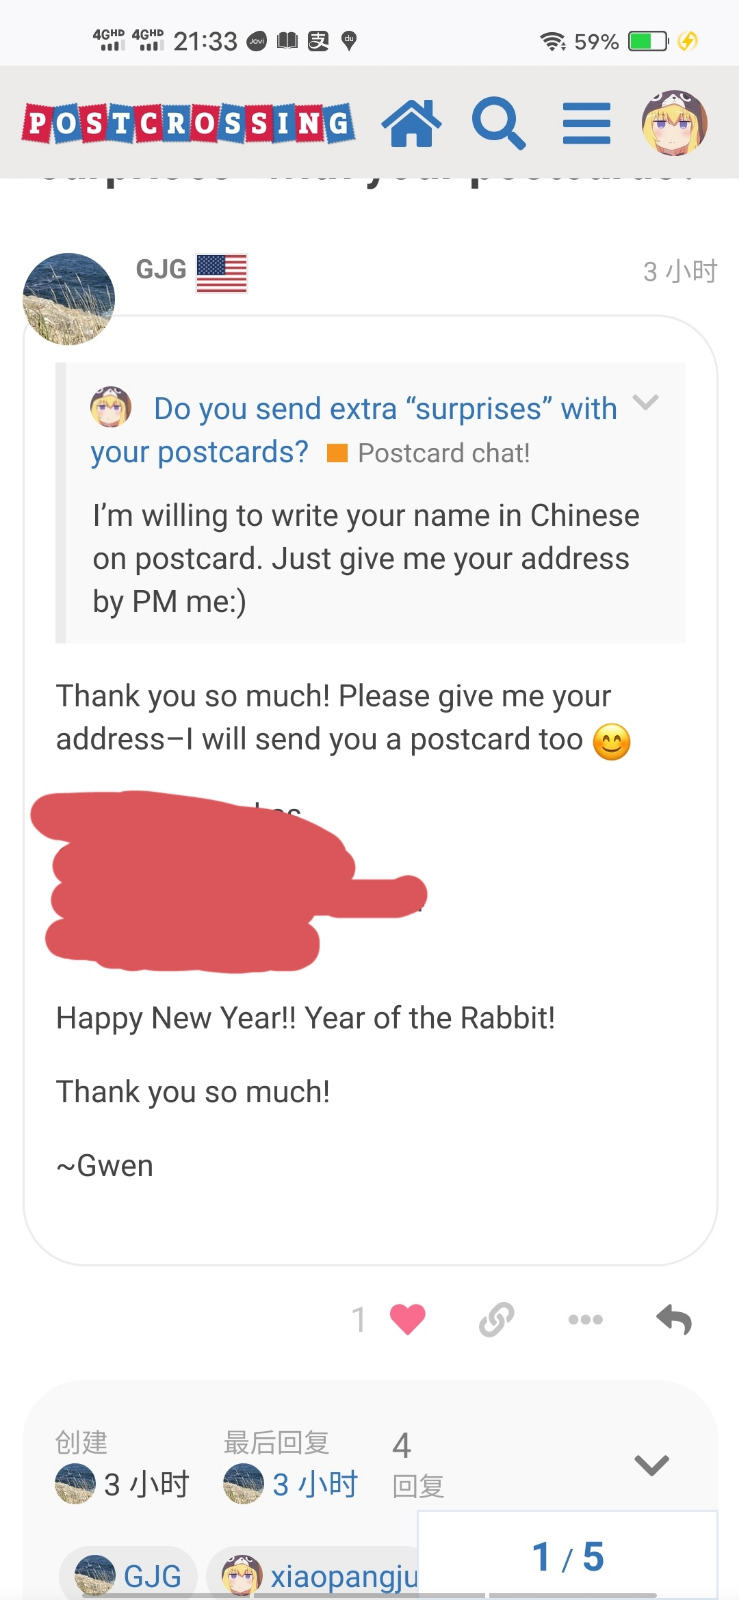 4GHD 4GHD 21:33 Jovi 支 du 59%
POSTCROSSING
GJG
3 小时
Do you send extra “surprises” with
your postcards? Postcard chat!
I’m willing to write your name in Chinese
on postcard. Just give me your address
by PM me:)
Thank you so much! Please give me your
address–I will send you a postcard too
Happy New Year!! Year of the Rabbit!
Thank you so much!
~Gwen
1
创建
最后回复
4
3 小时
3 小时
回复
GJG
xiaopangju
1 / 5